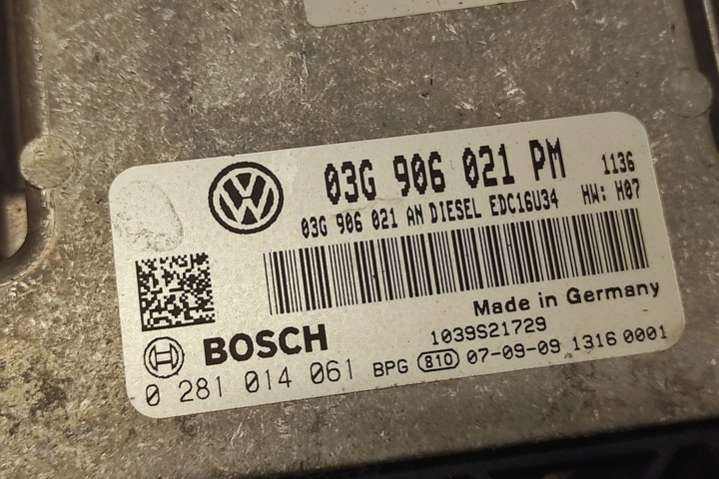 03G 906 021 PM 1136
03G 906 021 AN DIESEL EDC16U34 HW: H07
Made in Germany
BOSCH 1039S21729
0 281 014 061 BPG 810 07-09-09 1316 0001